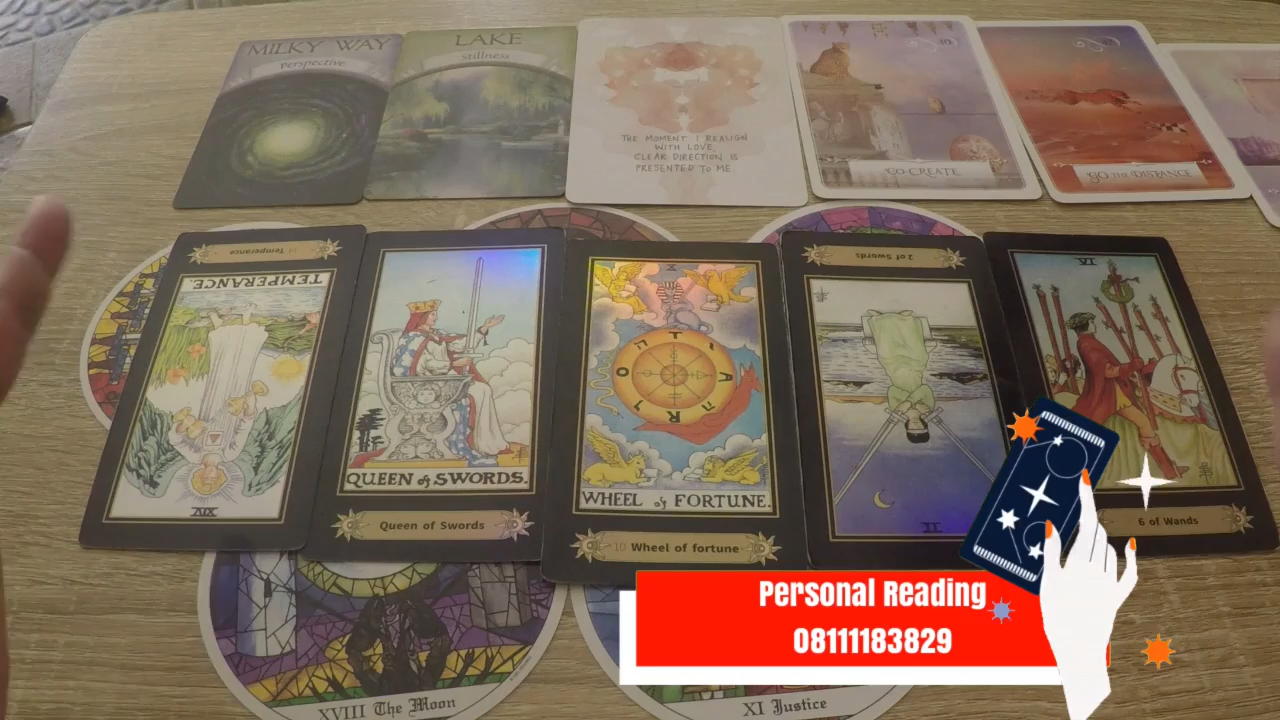 MILKY WAY
Perspective
LAKE
Stillness
THE MOMENT I REALIGN
WITH LOVE,
CLEAR DIRECTION IS
PRESENTED TO ME.
10
CO-CREATE
GO THE DISTANCE
14 Temperance
TEMPERANCE.
XIV
QUEEN of SWORDS.
Queen of Swords
X
WHEEL of FORTUNE.
10 Wheel of fortune
2 of Swords
II
VI
6 of Wands
XVIII The Moon
XI Justice
Personal Reading
08111183829